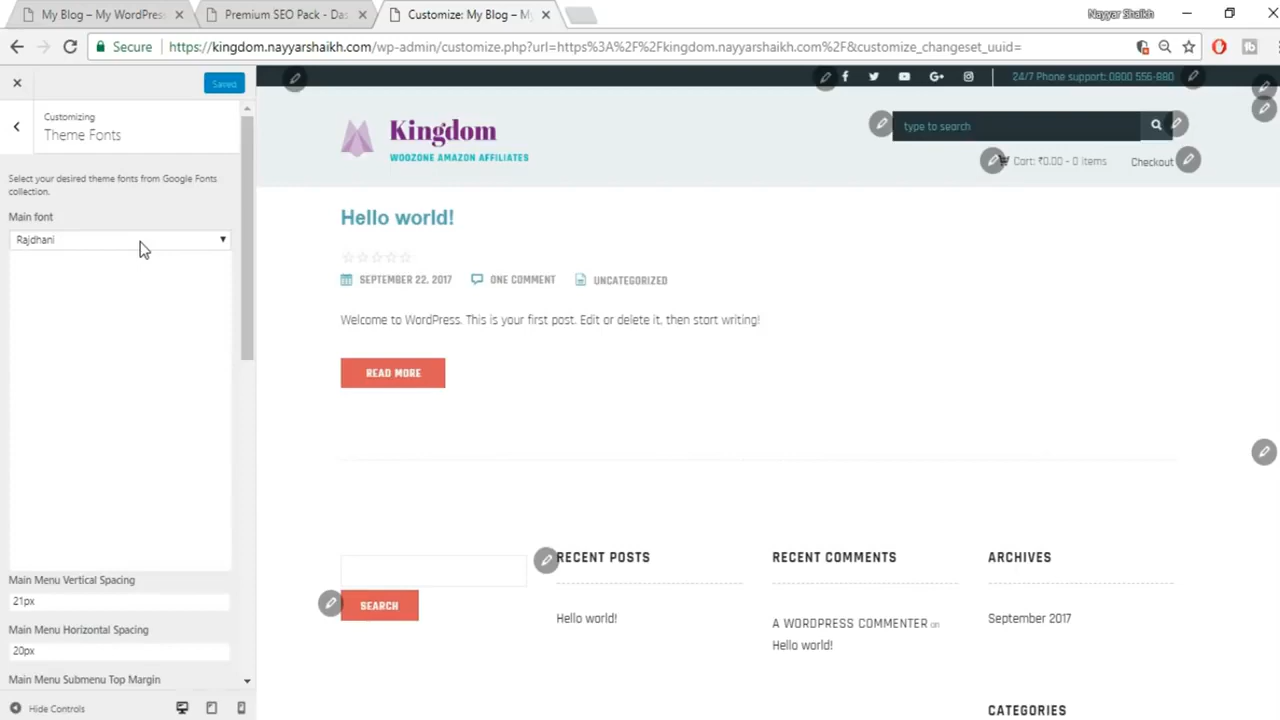 My Blog – My WordPress
Premium SEO Pack - Das
Customize: My Blog – My
Nayyar Shaikh
Secure
https://kingdom.nayyarshaikh.com/wp-admin/customize.php?url=https%3A%2F%2Fkingdom.nayyarshaikh.com%2F&customize_changeset_uuid=
Saved
Customizing
Theme Fonts
Select your desired theme fonts from Google Fonts
collection.
Main font
Rajdhani
Main Menu Vertical Spacing
21px
Main Menu Horizontal Spacing
20px
Main Menu Submenu Top Margin
Hide Controls
24/7 Phone support: 0800 556-880
Kingdom
WOOZONE AMAZON AFFILIATES
type to search
Cart: ₹0.00 - 0 items
Checkout
Hello world!
SEPTEMBER 22, 2017
ONE COMMENT
UNCATEGORIZED
Welcome to WordPress. This is your first post. Edit or delete it, then start writing!
READ MORE
SEARCH
RECENT POSTS
Hello world!
RECENT COMMENTS
A WORDPRESS COMMENTER on
Hello world!
ARCHIVES
September 2017
CATEGORIES